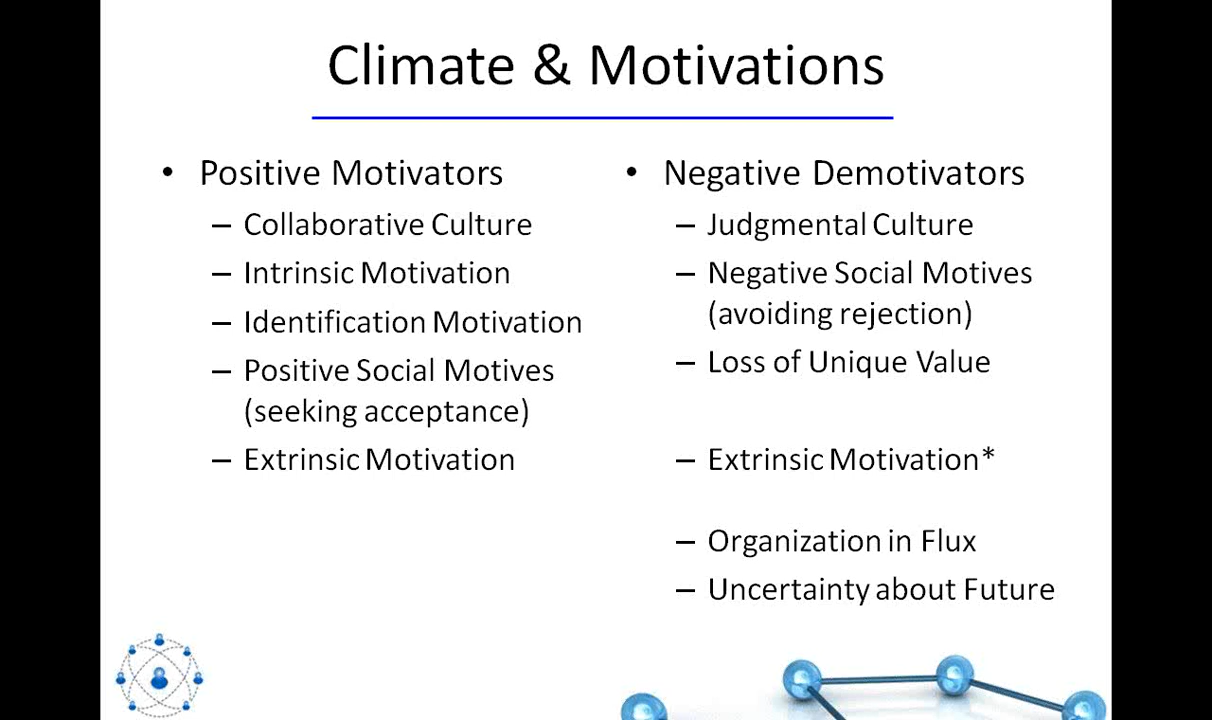 Climate & Motivations
• Positive Motivators
– Collaborative Culture
– Intrinsic Motivation
– Identification Motivation
– Positive Social Motives
(seeking acceptance)
– Extrinsic Motivation
• Negative Demotivators
– Judgmental Culture
– Negative Social Motives
(avoiding rejection)
– Loss of Unique Value
– Extrinsic Motivation*
– Organization in Flux
– Uncertainty about Future